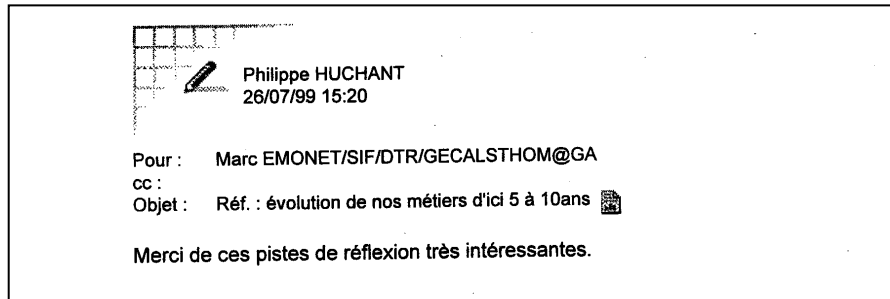 Philippe HUCHANT
26/07/99 15:20
Pour : Marc EMONET/SIF/DTR/GECALSTHOM@GA
cc :
Objet : Réf. : évolution de nos métiers d'ici 5 à 10ans
Merci de ces pistes de réflexion très intéressantes.